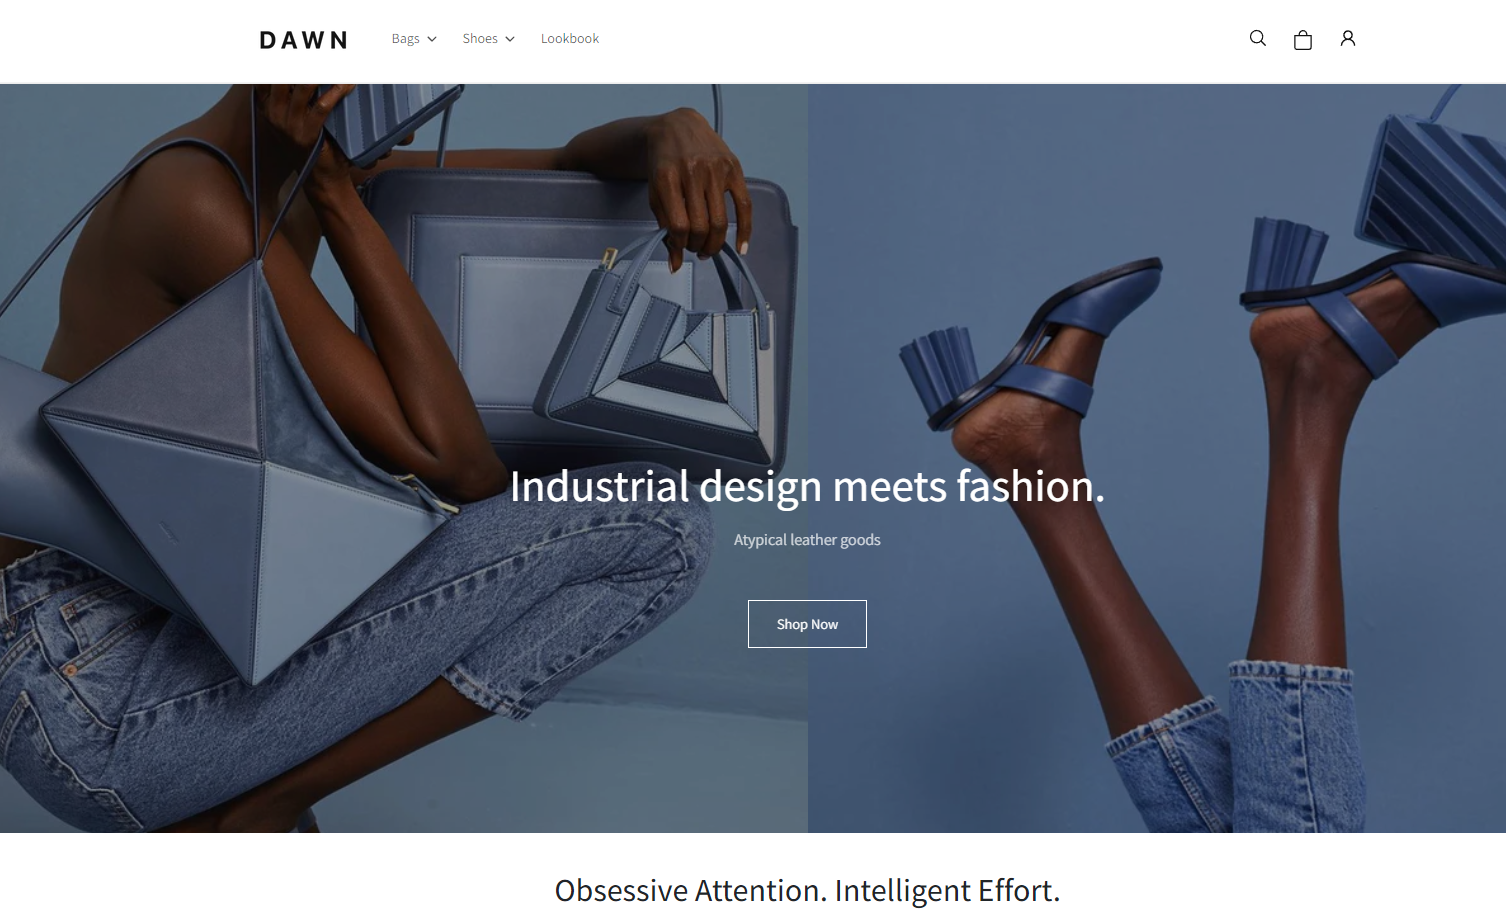 DAWN
Bags
Shoes
Lookbook
Industrial design meets fashion.
Atypical leather goods
Shop Now
Obsessive Attention. Intelligent Effort.